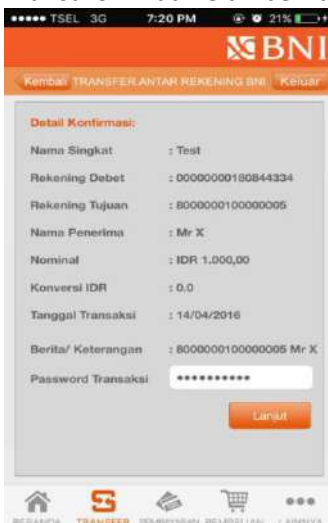 TSEL 3G 7:20 PM 21%
BNI
Kembali TRANSFER ANTAR REKENING BNI Keluar
Detail Konfirmasi:
Nama Singkat : Test
Rekening Debet : 00000000180844334
Rekening Tujuan : 8000000100000005
Nama Penerima : Mr X
Nominal : IDR 1.000,00
Konversi IDR : 0.0
Tanggal Transaksi : 14/04/2016
Berita/ Keterangan : 8000000100000005 Mr X
Password Transaksi **********
Lanjut
BERANDA TRANSFER PEMBAYARAN PEMBELIAN LAINNYA